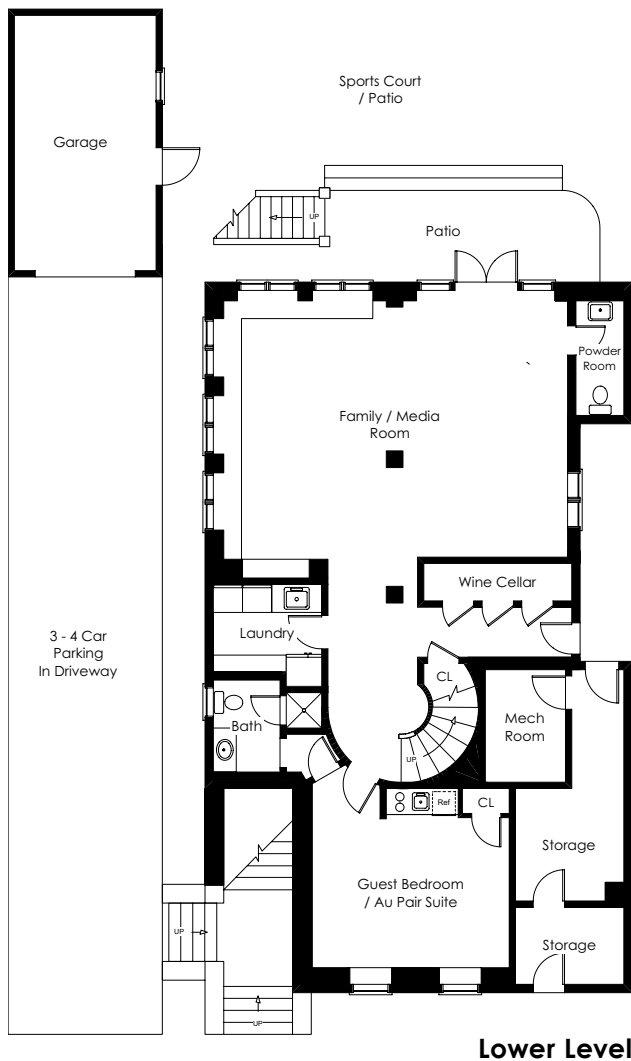 Sports Court
/ Patio
Garage
UP
Patio
Powder
Room
Family / Media
Room
Wine Cellar
3 - 4 Car
Parking
In Driveway
Laundry
CL
Bath
Mech
Room
UP
Ref
CL
Storage
Guest Bedroom
/ Au Pair Suite
UP
Storage
UP
Lower Level